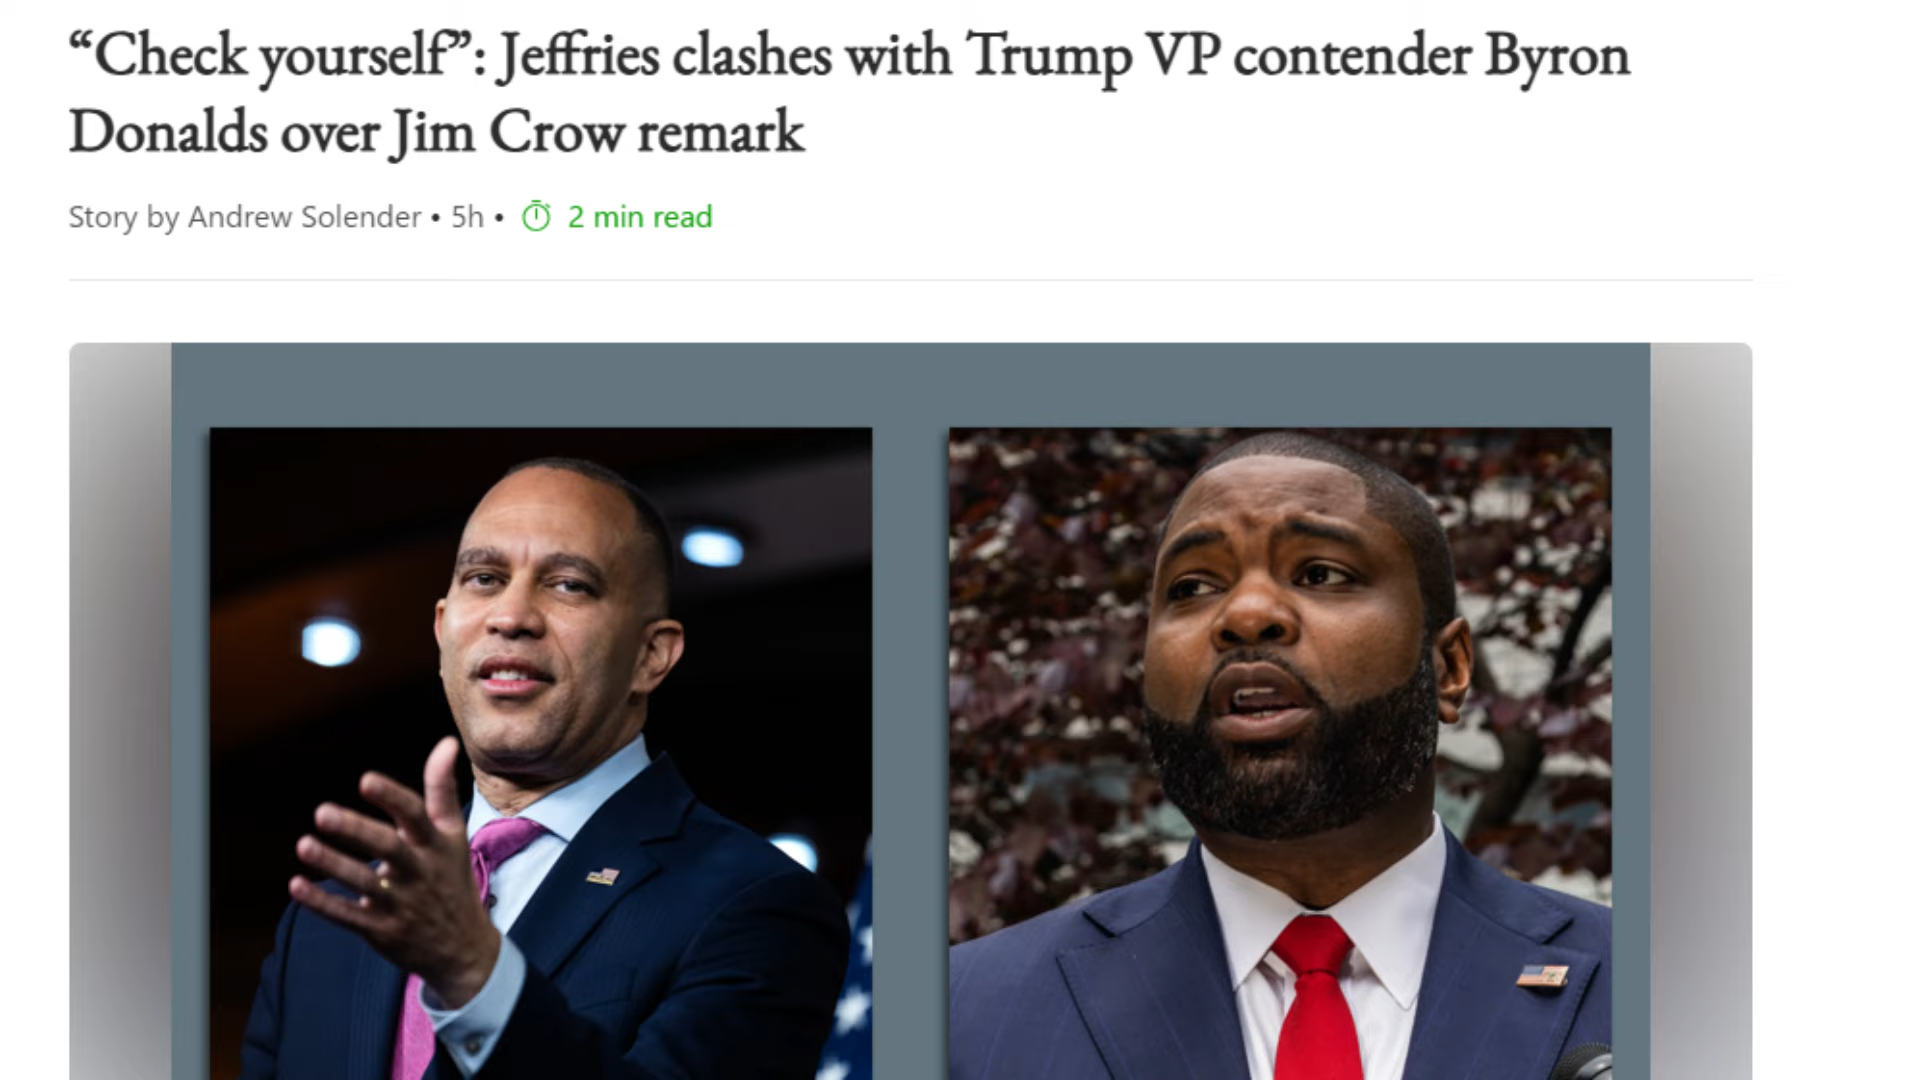 “Check yourself”: Jeffries clashes with Trump VP contender Byron
Donalds over Jim Crow remark
Story by Andrew Solender • 5h • 2 min read